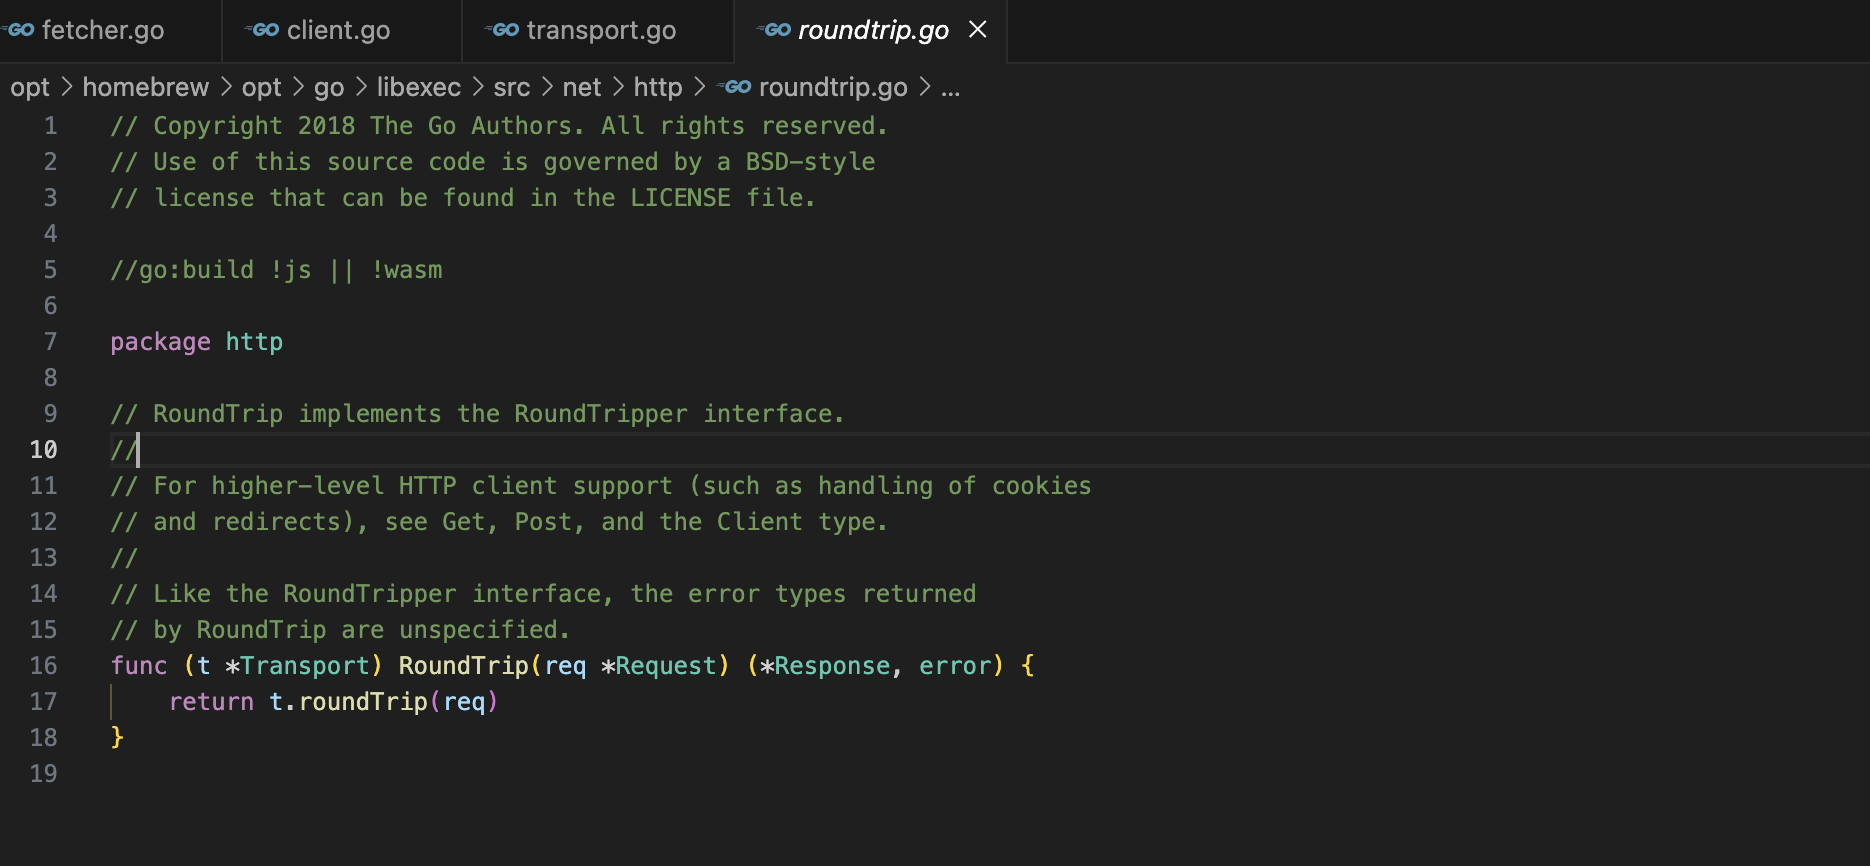 GO fetcher.go GO client.go GO transport.go GO roundtrip.go
opt > homebrew > opt > go > libexec > src > net > http > GO roundtrip.go > ...
1 // Copyright 2018 The Go Authors. All rights reserved.
2 // Use of this source code is governed by a BSD-style
3 // license that can be found in the LICENSE file.
4
5 //go:build !js || !wasm
6
7 package http
8
9 // RoundTrip implements the RoundTripper interface.
10 //
11 // For higher-level HTTP client support (such as handling of cookies
12 // and redirects), see Get, Post, and the Client type.
13 //
14 // Like the RoundTripper interface, the error types returned
15 // by RoundTrip are unspecified.
16 func (t *Transport) RoundTrip(req *Request) (*Response, error) {
17     return t.roundTrip(req)
18 }
19